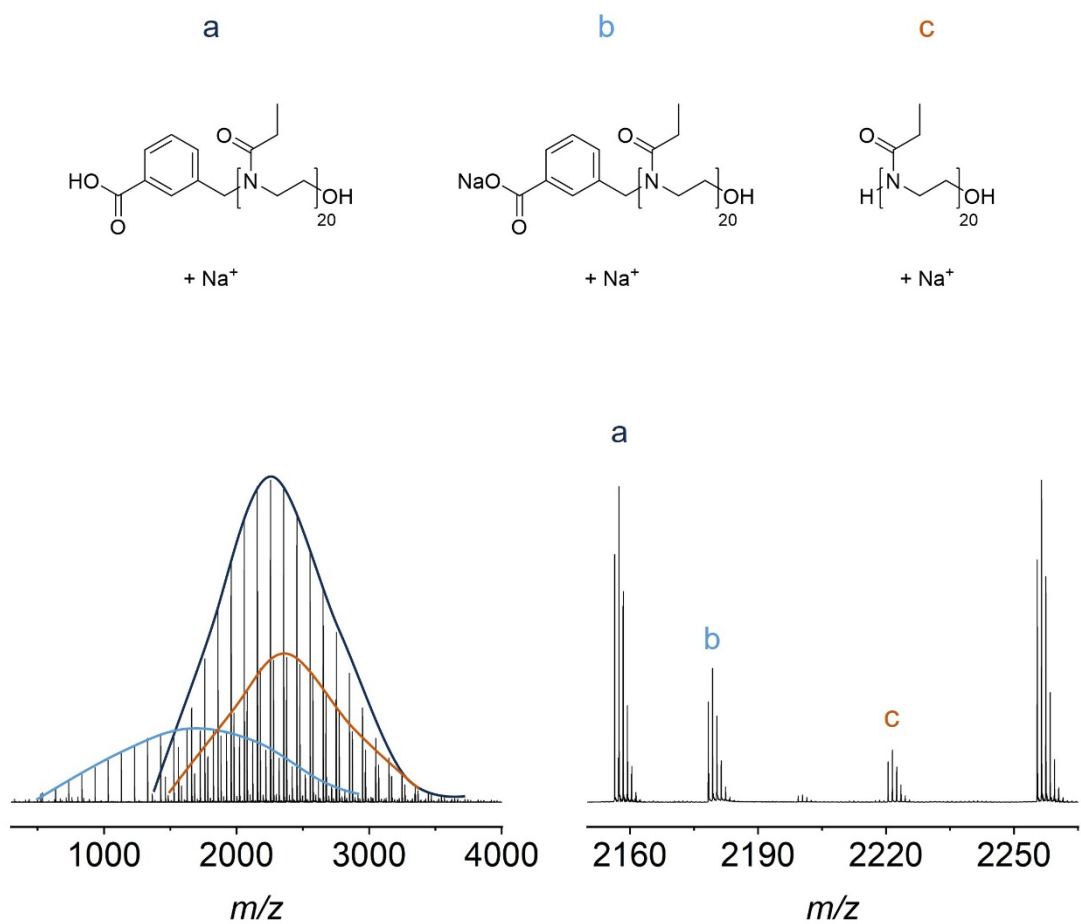 a b c
O O O
HO N OH NaO N OH H N OH
O 20 O 20 20
+ Na⁺ + Na⁺ + Na⁺
a
b
c
1000 2000 3000 4000 2160 2190 2220 2250
m/z m/z